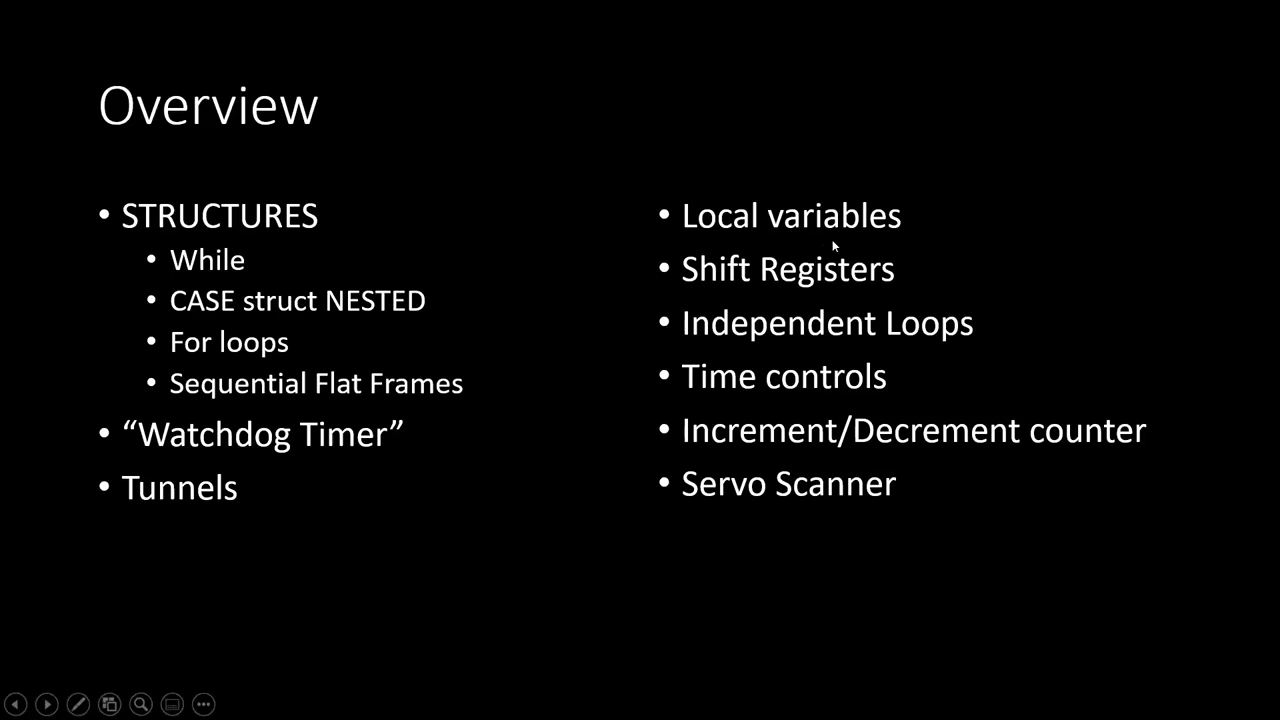 Overview
• STRUCTURES
• While
• CASE struct NESTED
• For loops
• Sequential Flat Frames
• “Watchdog Timer”
• Tunnels
• Local variables
• Shift Registers
• Independent Loops
• Time controls
• Increment/Decrement counter
• Servo Scanner